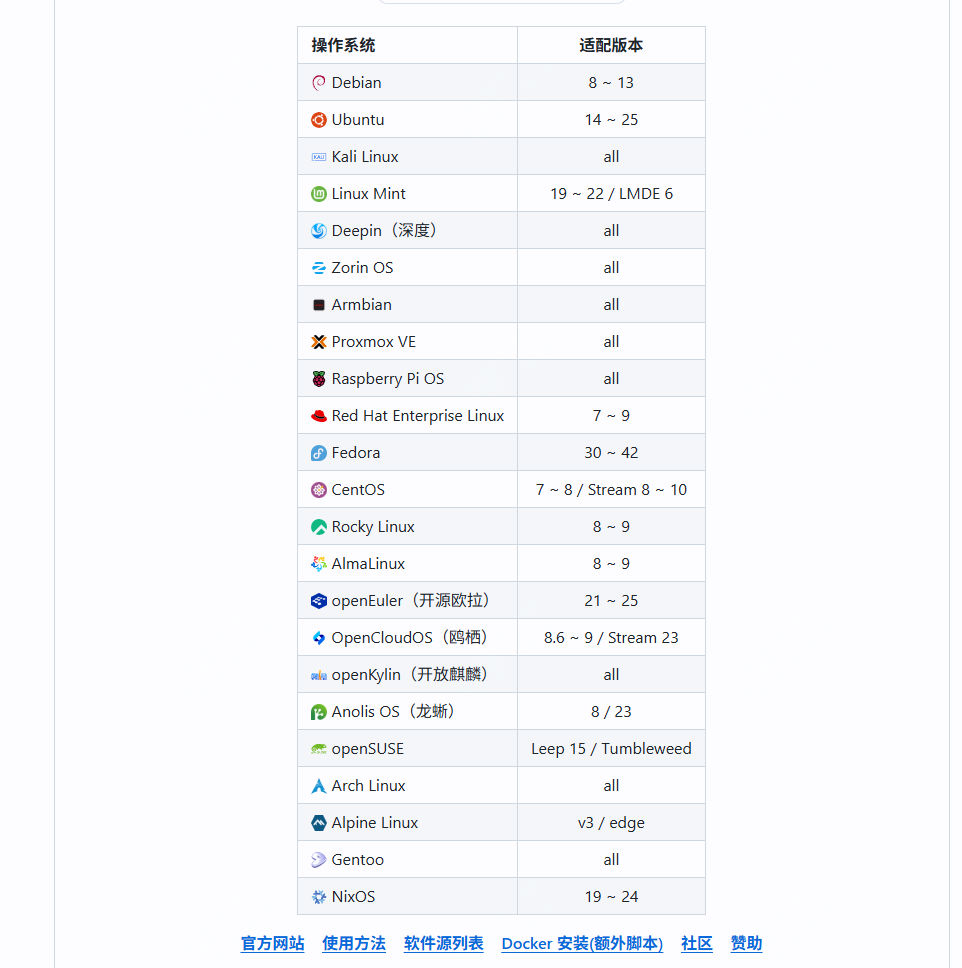 操作系统 适配版本
Debian 8 ~ 13
Ubuntu 14 ~ 25
Kali Linux all
Linux Mint 19 ~ 22 / LMDE 6
Deepin（深度） all
Zorin OS all
Armbian all
Proxmox VE all
Raspberry Pi OS all
Red Hat Enterprise Linux 7 ~ 9
Fedora 30 ~ 42
CentOS 7 ~ 8 / Stream 8 ~ 10
Rocky Linux 8 ~ 9
AlmaLinux 8 ~ 9
openEuler（开源欧拉） 21 ~ 25
OpenCloudOS（鸥栖） 8.6 ~ 9 / Stream 23
openKylin（开放麒麟） all
Anolis OS（龙蜥） 8 / 23
openSUSE Leep 15 / Tumbleweed
Arch Linux all
Alpine Linux v3 / edge
Gentoo all
NixOS 19 ~ 24
官方网站 使用方法 软件源列表 Docker 安装(额外脚本) 社区 赞助